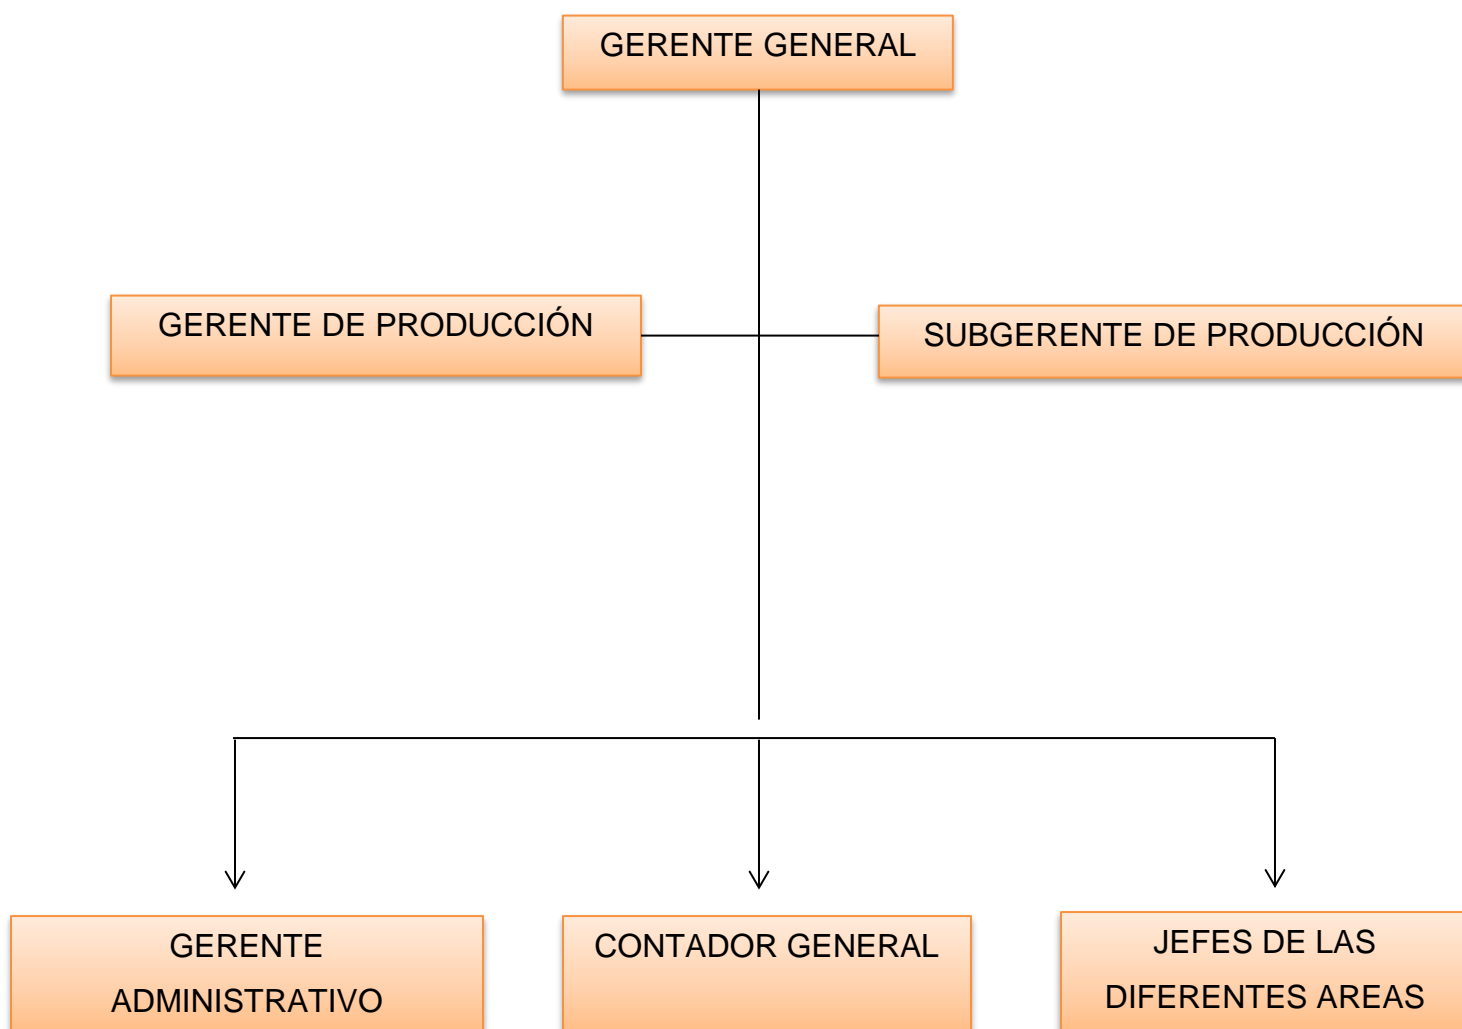 GERENTE GENERAL
GERENTE DE PRODUCCIÓN
SUBGERENTE DE PRODUCCIÓN
GERENTE
ADMINISTRATIVO
CONTADOR GENERAL
JEFES DE LAS
DIFERENTES AREAS